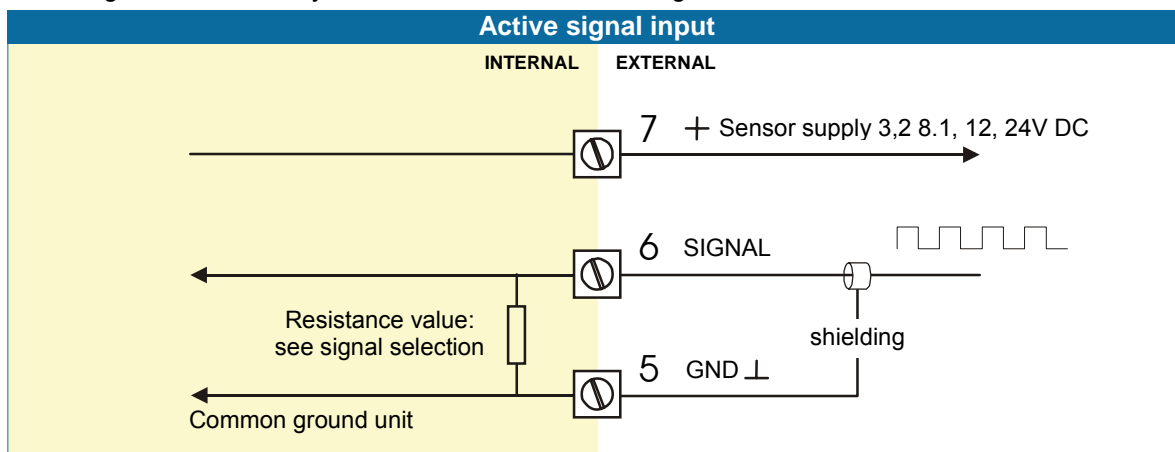 Active signal input
INTERNAL EXTERNAL
7 + Sensor supply 3,2 8.1, 12, 24V DC
6 SIGNAL
Resistance value:
see signal selection
shielding
5 GND ⊥
Common ground unit